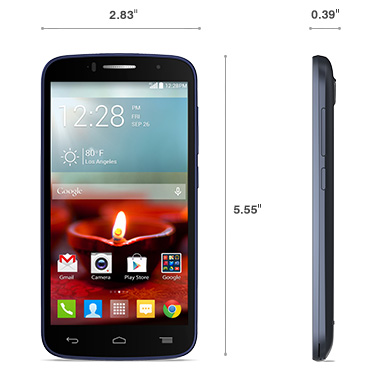 2.83"
0.39"
12:28PM
12:28
PM
FRI
SEP 26
80°F
Los Angeles
Google
5.55"
Gmail
Camera
Play Store
Google